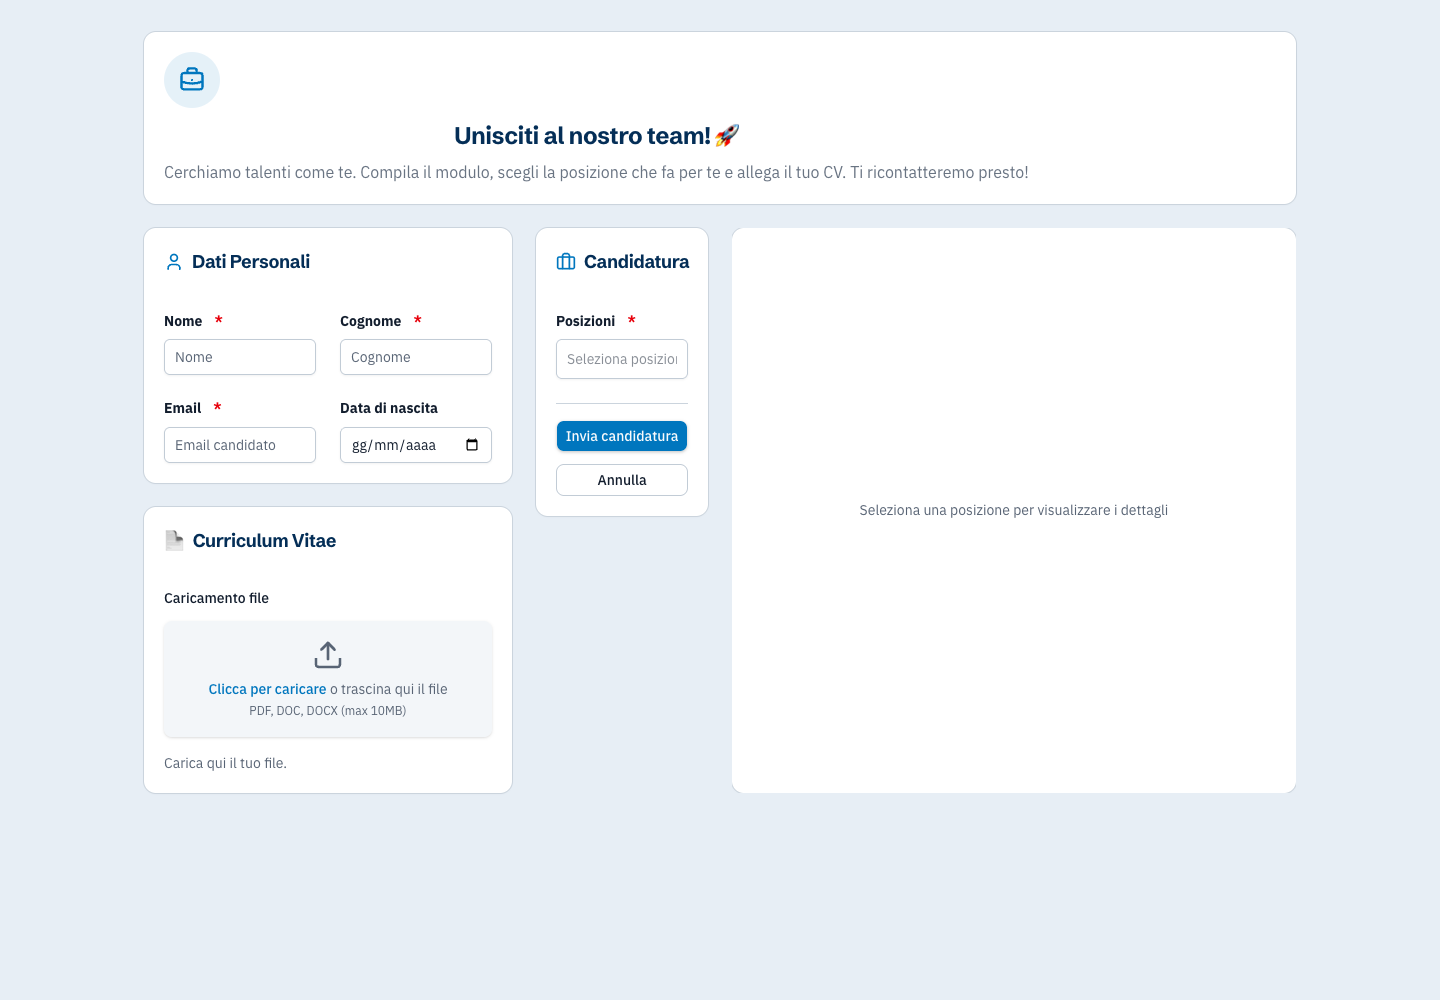 Unisciti al nostro team! 🚀
Cerchiamo talenti come te. Compila il modulo, scegli la posizione che fa per te e allega il tuo CV. Ti ricontatteremo presto!
Dati Personali
Nome *
Cognome *
Nome
Cognome
Email *
Data di nascita
Email candidato
gg/mm/aaaa
Curriculum Vitae
Caricamento file
Clicca per caricare o trascina qui il file
PDF, DOC, DOCX (max 10MB)
Carica qui il tuo file.
Candidatura
Posizioni *
Seleziona
Invia candidatura
Annulla
Seleziona una posizione per visualizzare i dettagli